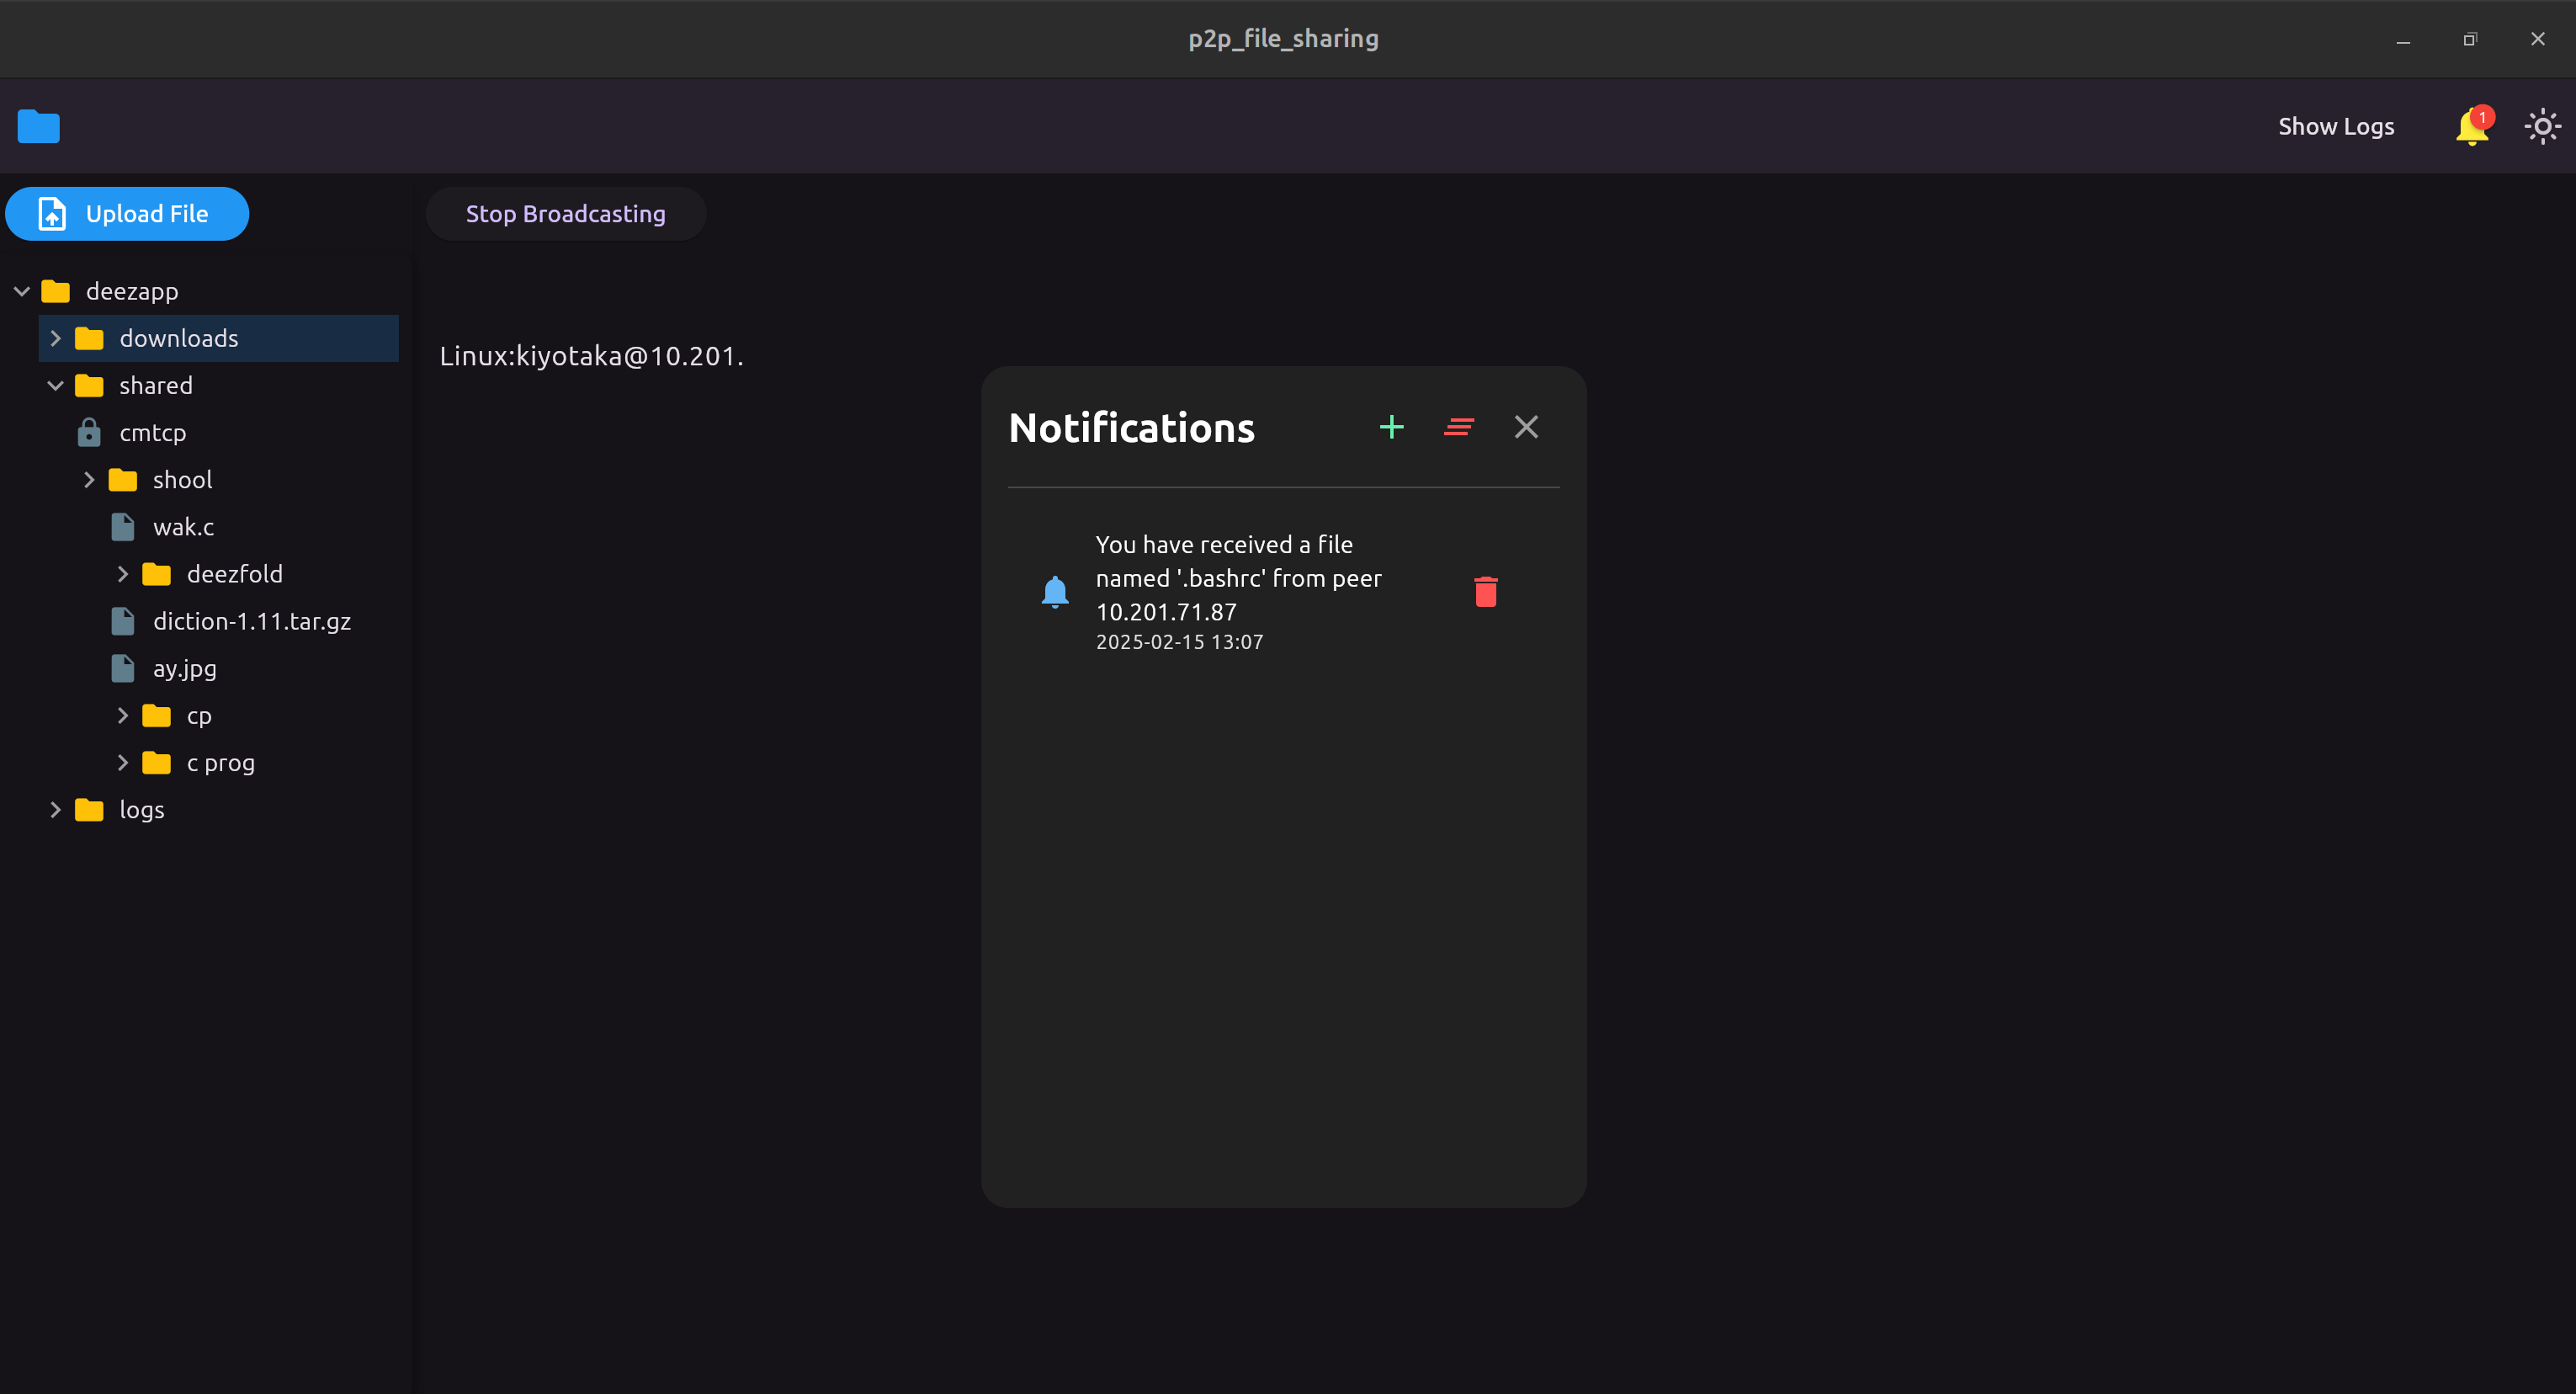 p2p_file_sharing
Show Logs
1
Upload File
Stop Broadcasting
deezapp
downloads
shared
cmtcp
shool
wak.c
deezfold
diction-1.11.tar.gz
ay.jpg
cp
c prog
logs
Linux:kiyotaka@10.201.
Notifications
You have received a file
named '.bashrc' from peer
10.201.71.87
2025-02-15 13:07